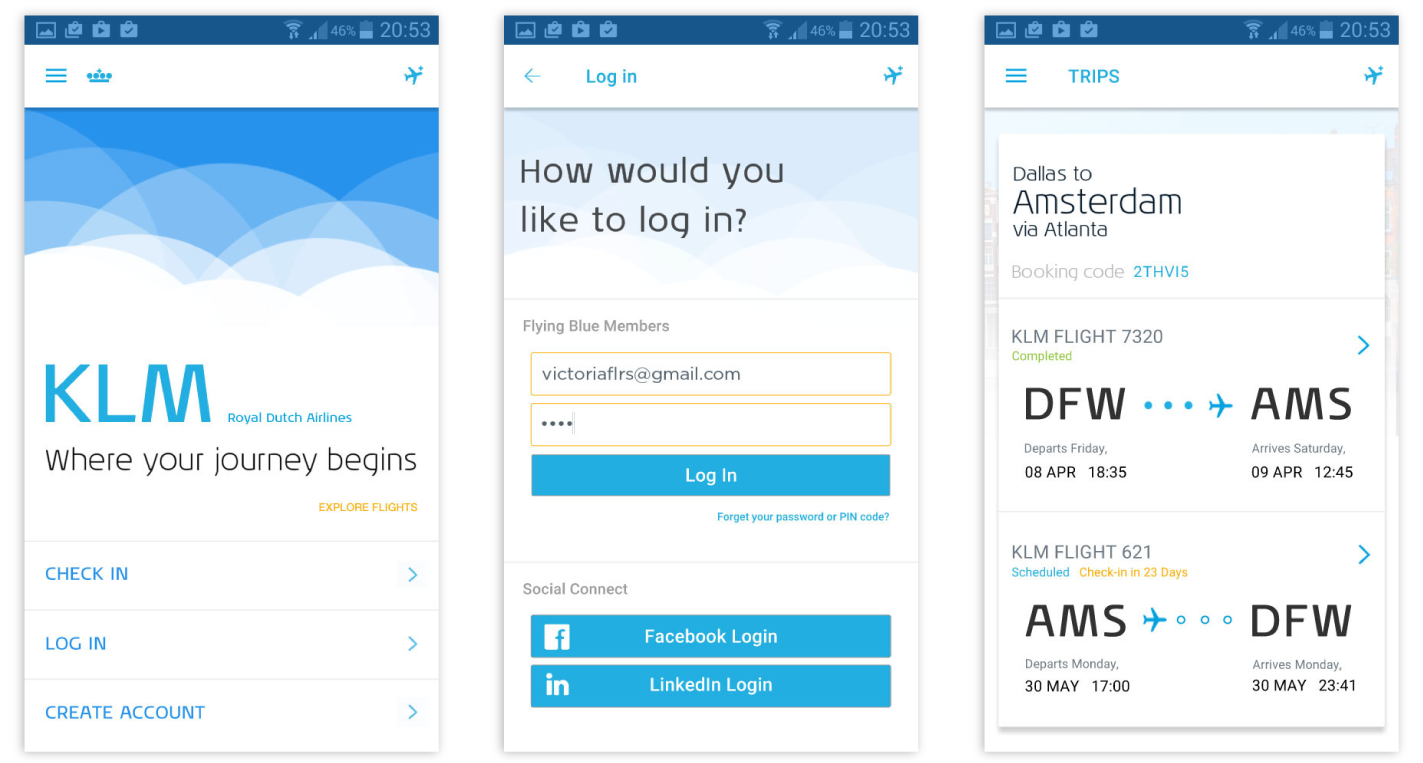 46% 20:53
KLM
Royal Dutch Airlines
Where your journey begins
EXPLORE FLIGHTS
CHECK IN
LOG IN
CREATE ACCOUNT
46% 20:53
Log in
How would you
like to log in?
Flying Blue Members
victoriaflrs@gmail.com
••••
Log In
Forget your password or PIN code?
Social Connect
f Facebook Login
in LinkedIn Login
46% 20:53
TRIPS
Dallas to
Amsterdam
via Atlanta
Booking code 2THVI5
KLM FLIGHT 7320
Completed
DFW AMS
Departs Friday, Arrives Saturday,
08 APR 18:35 09 APR 12:45
KLM FLIGHT 621
Scheduled Check-in in 23 Days
AMS DFW
Departs Monday, Arrives Monday,
30 MAY 17:00 30 MAY 23:41